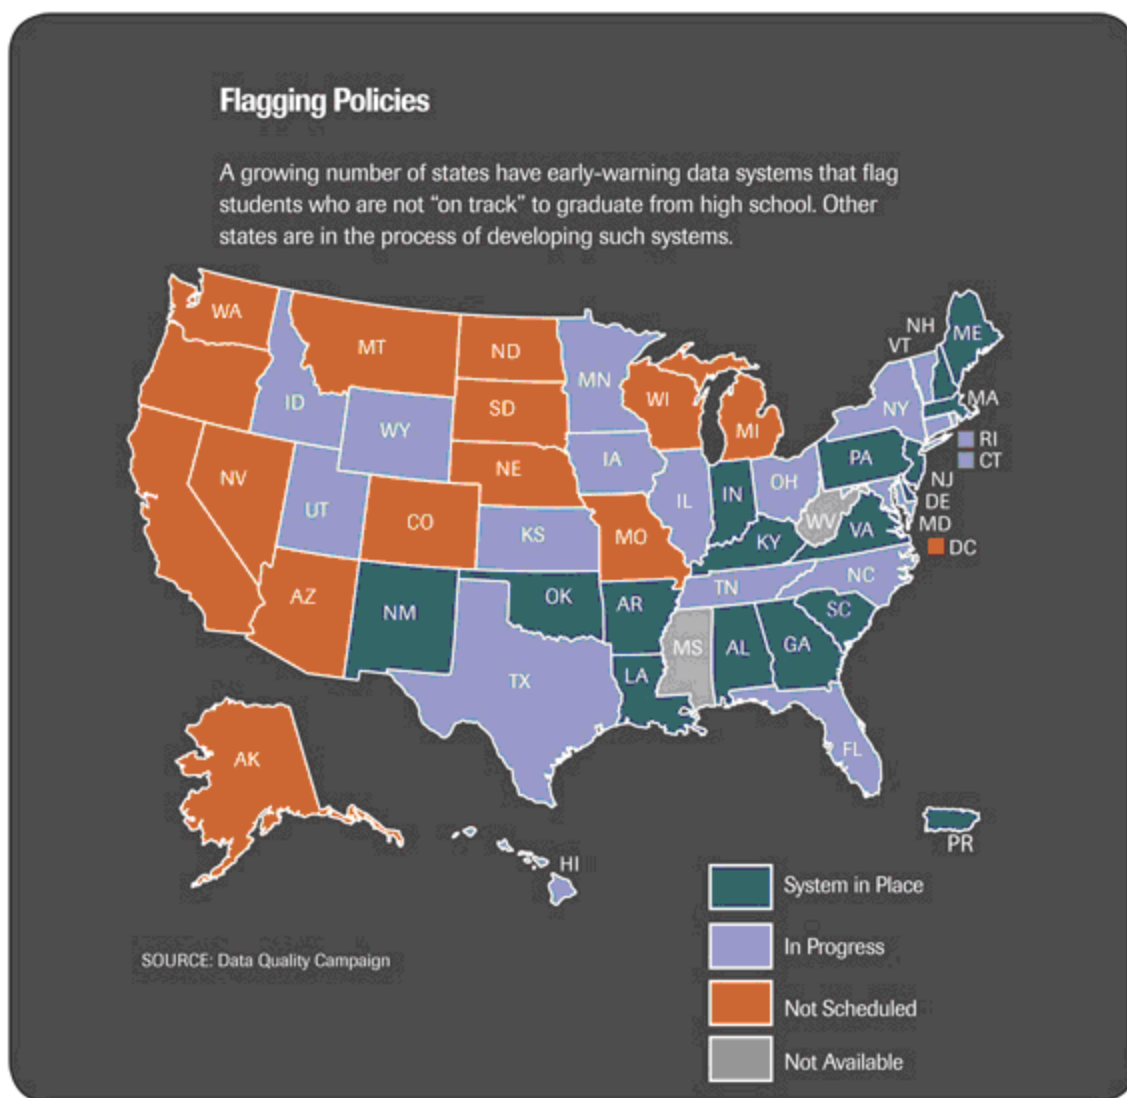 Flagging Policies
A growing number of states have early-warning data systems that flag
students who are not “on track” to graduate from high school. Other
states are in the process of developing such systems.
WA
MT
ND
MN
NH
VT
ME
ID
WY
SD
WI
MI
NY
MA
RI
CT
NV
UT
CO
NE
IA
IL
IN
OH
PA
NJ
DE
MD
DC
KS
MO
KY
WV
VA
AZ
NM
OK
AR
TN
NC
SC
TX
LA
MS
AL
GA
FL
AK
HI
PR
System in Place
In Progress
Not Scheduled
Not Available
SOURCE: Data Quality Campaign